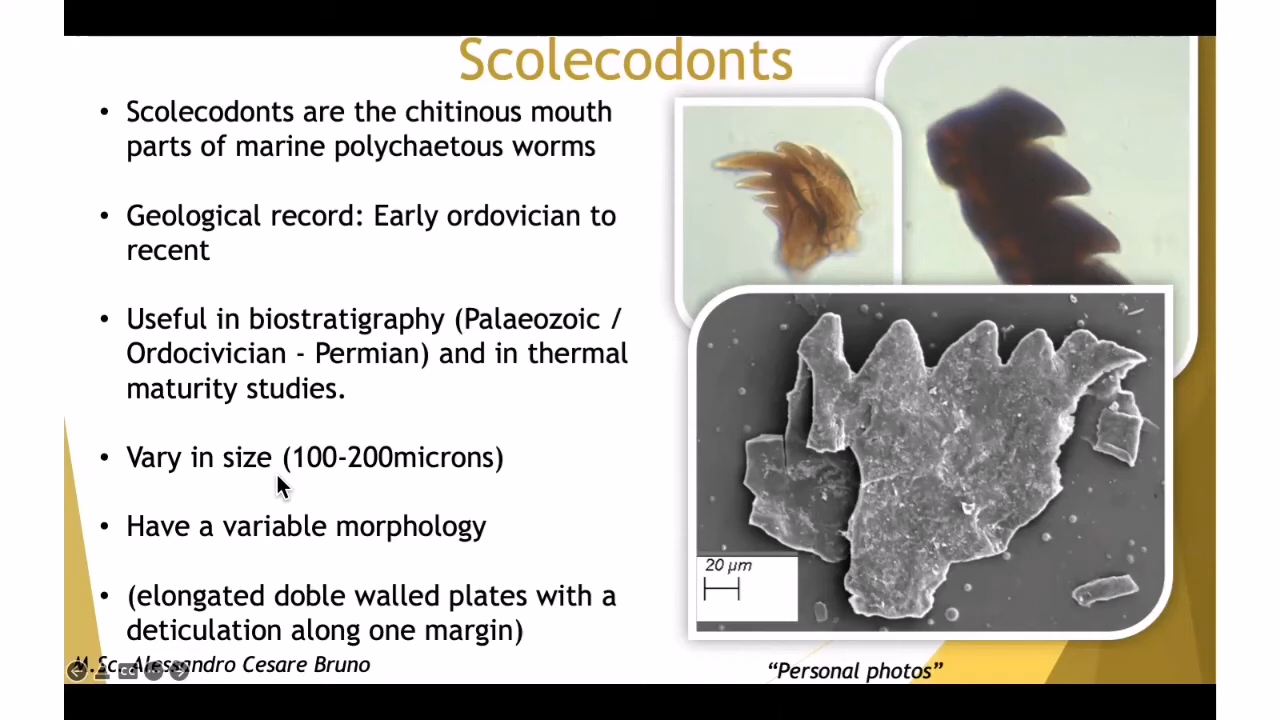 Scolecodonts
• Scolecodonts are the chitinous mouth
parts of marine polychaetous worms
• Geological record: Early ordovician to
recent
• Useful in biostratigraphy (Palaeozoic /
Ordocivician - Permian) and in thermal
maturity studies.
• Vary in size (100-200microns)
• Have a variable morphology
• (elongated doble walled plates with a
deticulation along one margin)
20 µm
M.Sc. Alessandro Cesare Bruno
“Personal photos”
CC